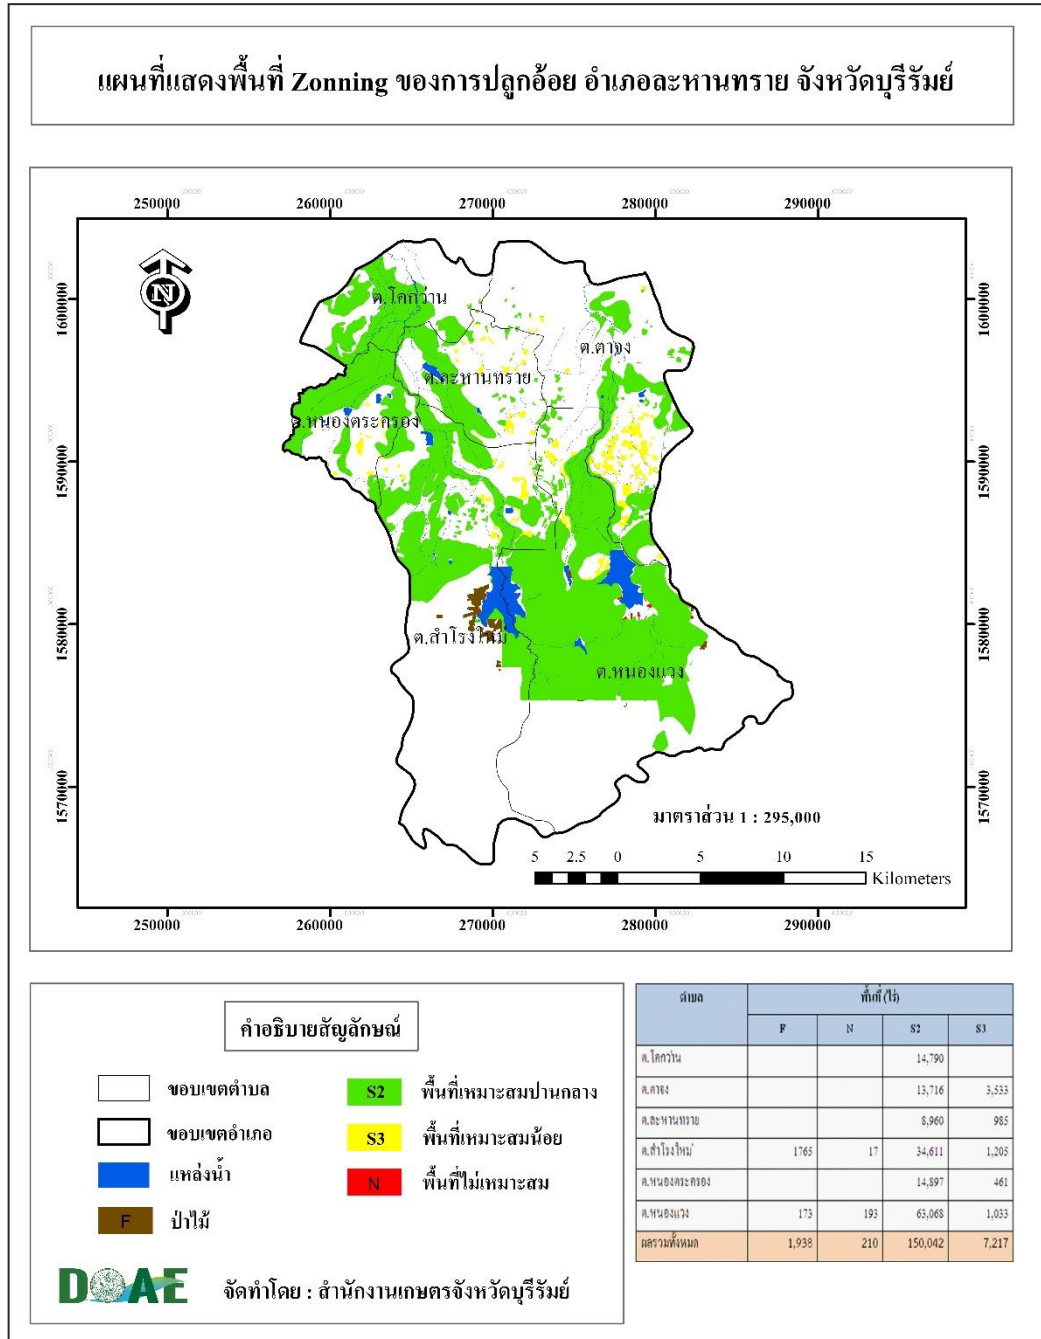 แผนที่แสดงพื้นที่ Zonning ของการปลูกอ้อย อำเภอละหานทราย จังหวัดบุรีรัมย์
250000 260000 270000 280000 290000
N
1600000 1600000
1590000 1590000
1580000 1580000
1570000 1570000
ต.โคกว่าน
ต.ตาจง
ต.ละหานทราย
ต.หนองตระครอง
ต.สำโรงใหม่
ต.หนองแวง
มาตราส่วน 1 : 295,000
5 2.5 0 5 10 15
Kilometers
250000 260000 270000 280000 290000
คำอธิบายสัญลักษณ์
ขอบเขตตำบล
ขอบเขตอำเภอ
แหล่งน้ำ
F ป่าไม้
S2 พื้นที่เหมาะสมปานกลาง
S3 พื้นที่เหมาะสมน้อย
N พื้นที่ไม่เหมาะสม
DOAE จัดทำโดย : สำนักงานเกษตรจังหวัดบุรีรัมย์
ตำบล พื้นที่ (ไร่)
F N S2 S3
ต.โคกว่าน 14,790
ต.ตาจง 13,716 3,533
ต.ละหานทราย 8,960 985
ต.สำโรงใหม่ 1765 17 34,611 1,205
ต.หนองตระครอง 14,897 461
ต.หนองแวง 173 193 63,068 1,033
ผลรวมทั้งหมด 1,938 210 150,042 7,217